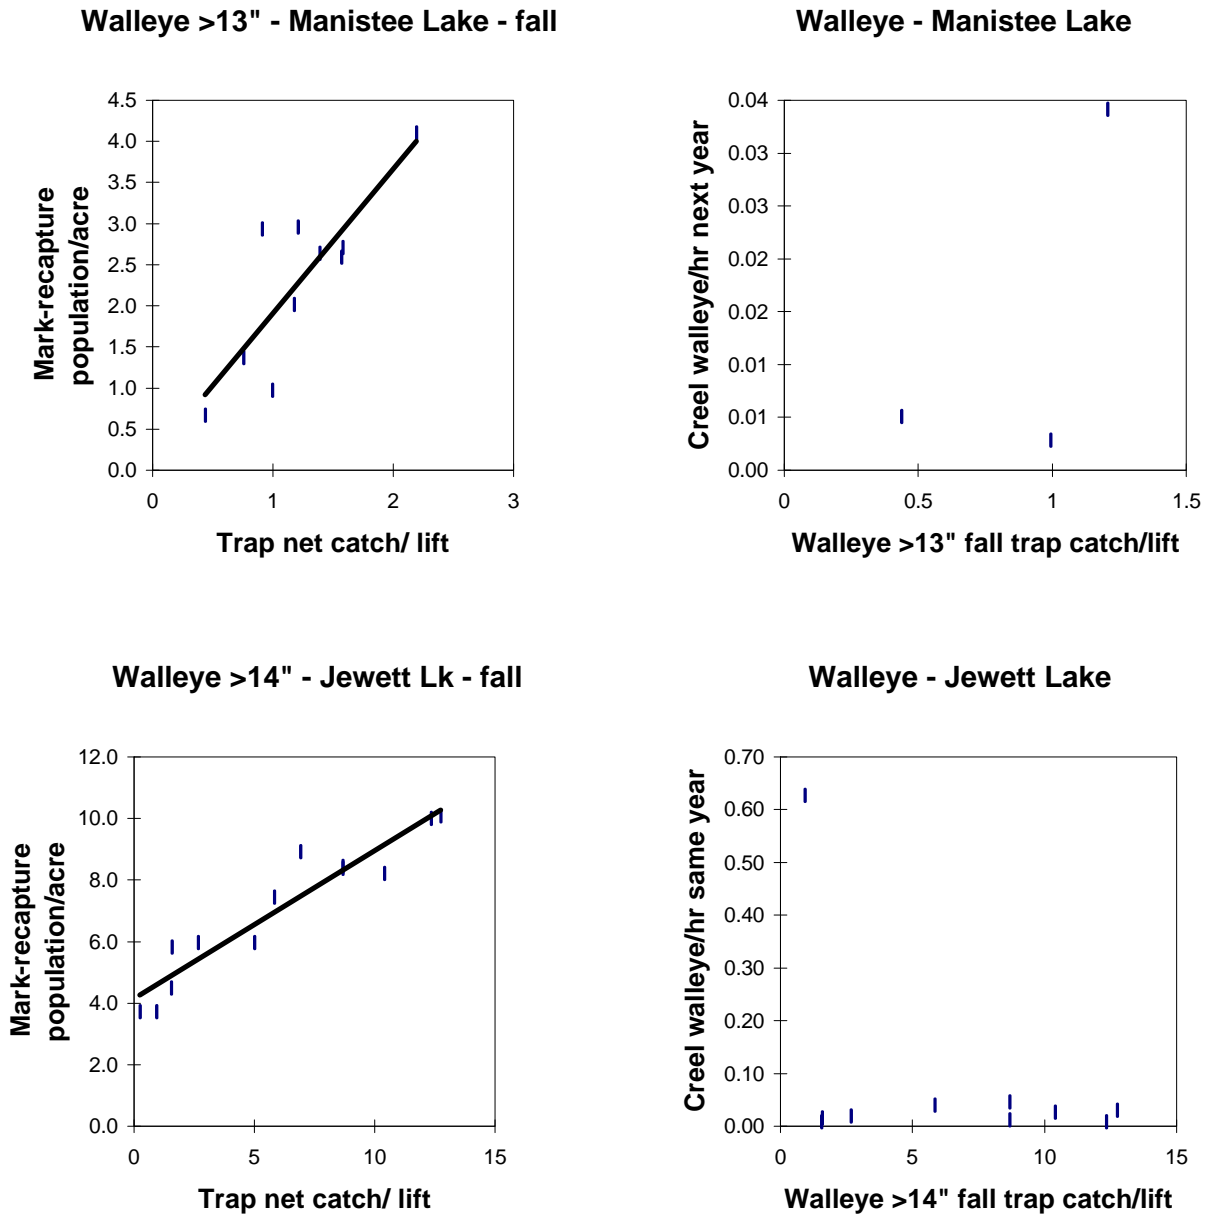 Walleye >13" - Manistee Lake - fall
Mark-recapture
population/acre
4.5
4.0
3.5
3.0
2.5
2.0
1.5
1.0
0.5
0.0
0 1 2 3
Trap net catch/ lift
Walleye - Manistee Lake
Creel walleye/hr next year
0.04
0.03
0.03
0.02
0.02
0.01
0.01
0.00
0 0.5 1 1.5
Walleye >13" fall trap catch/lift
Walleye >14" - Jewett Lk - fall
Mark-recapture
population/acre
12.0
10.0
8.0
6.0
4.0
2.0
0.0
0 5 10 15
Trap net catch/ lift
Walleye - Jewett Lake
Creel walleye/hr same year
0.70
0.60
0.50
0.40
0.30
0.20
0.10
0.00
0 5 10 15
Walleye >14" fall trap catch/lift